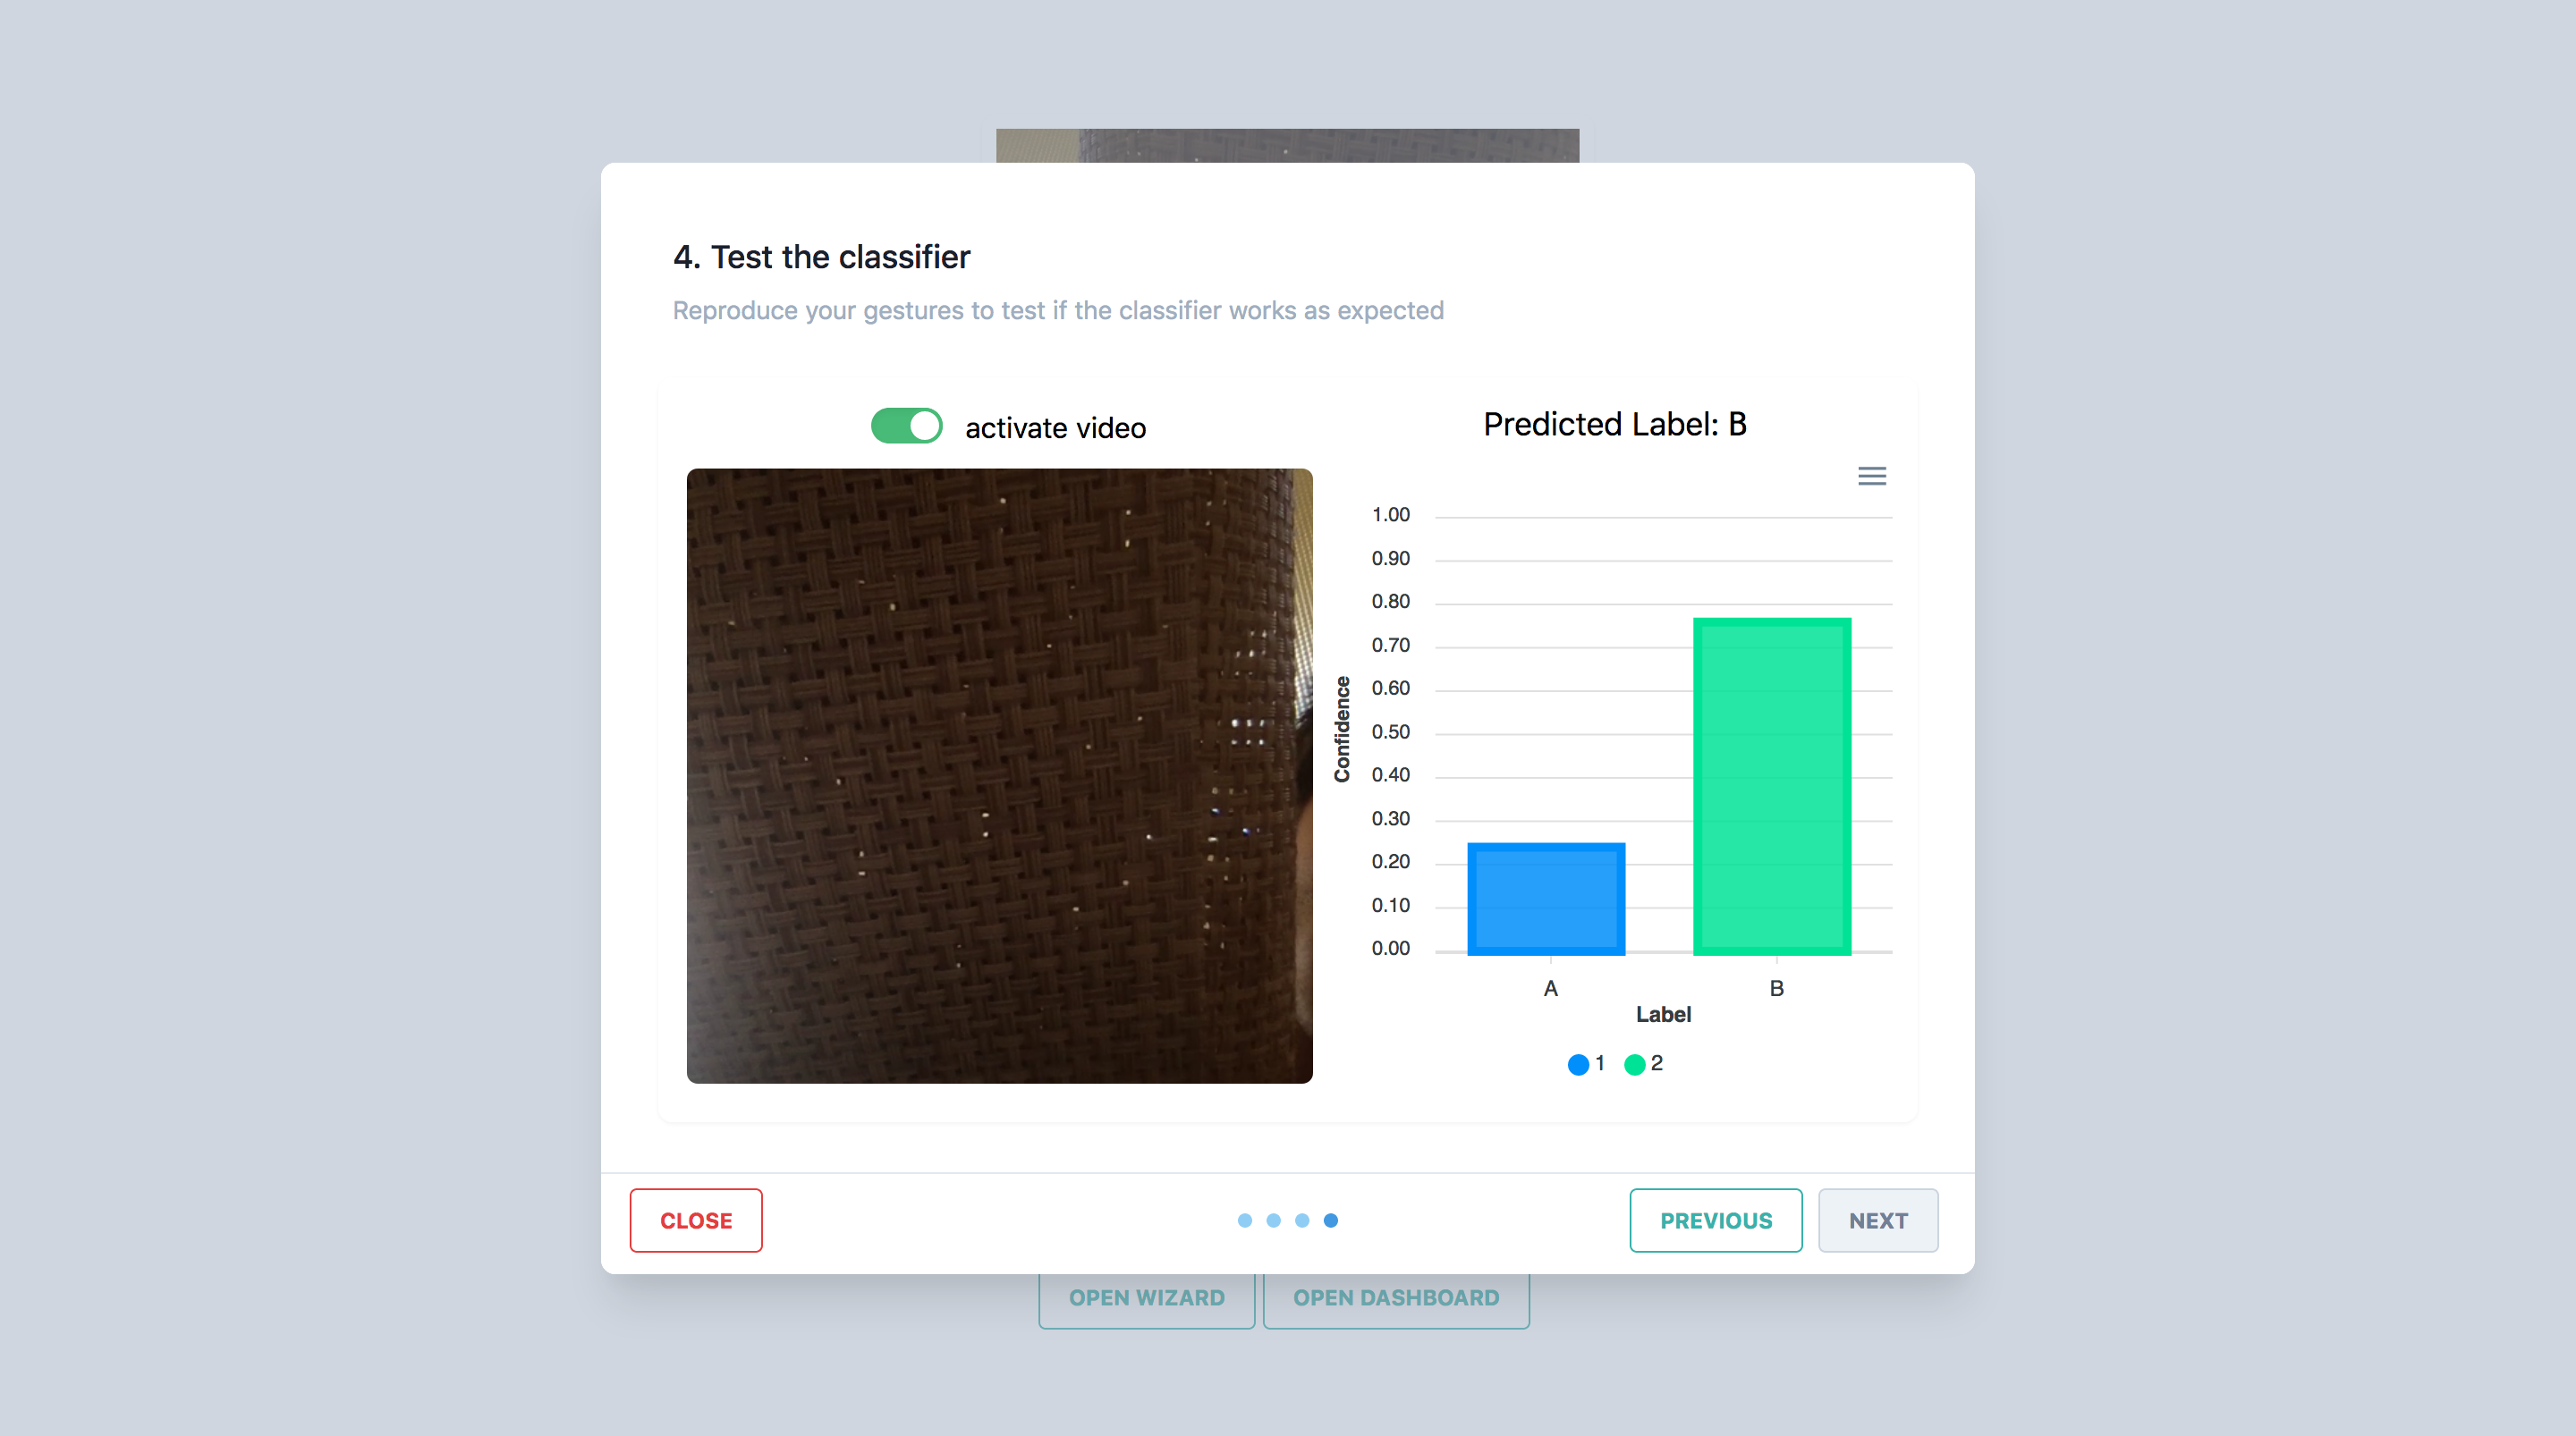 4. Test the classifier
Reproduce your gestures to test if the classifier works as expected
activate video
Predicted Label: B
1.00
0.90
0.80
0.70
0.60
0.50
0.40
0.30
0.20
0.10
0.00
Confidence
A B
Label
1 2
CLOSE PREVIOUS NEXT
OPEN WIZARD OPEN DASHBOARD